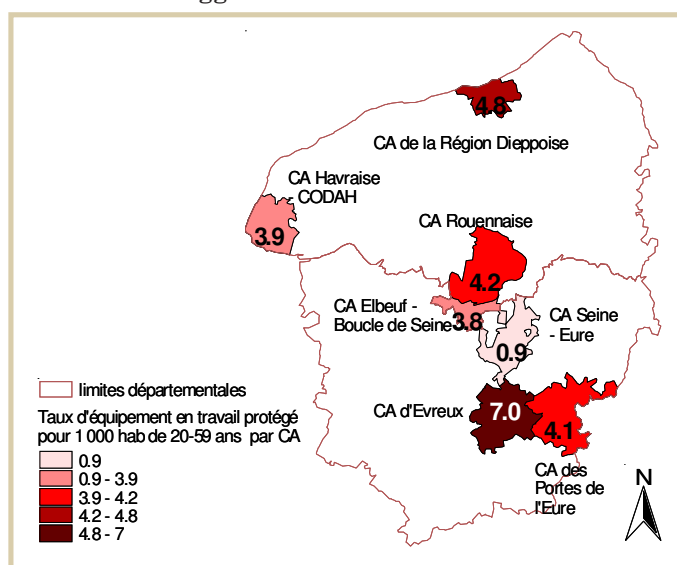 4.8
CA de la Région Dieppoise
CA Havraise
- CODAH
3.9
CA Rouennaise
4.2
CA Elbeuf -
Boucle de Seine
3.8
CA Seine
- Eure
0.9
CA d'Evreux
7.0
4.1
CA des
Portes de
l'Eure
N
limites départementales
Taux d'équipement en travail protégé
pour 1 000 hab de 20-59 ans par CA
0.9
0.9 - 3.9
3.9 - 4.2
4.2 - 4.8
4.8 - 7